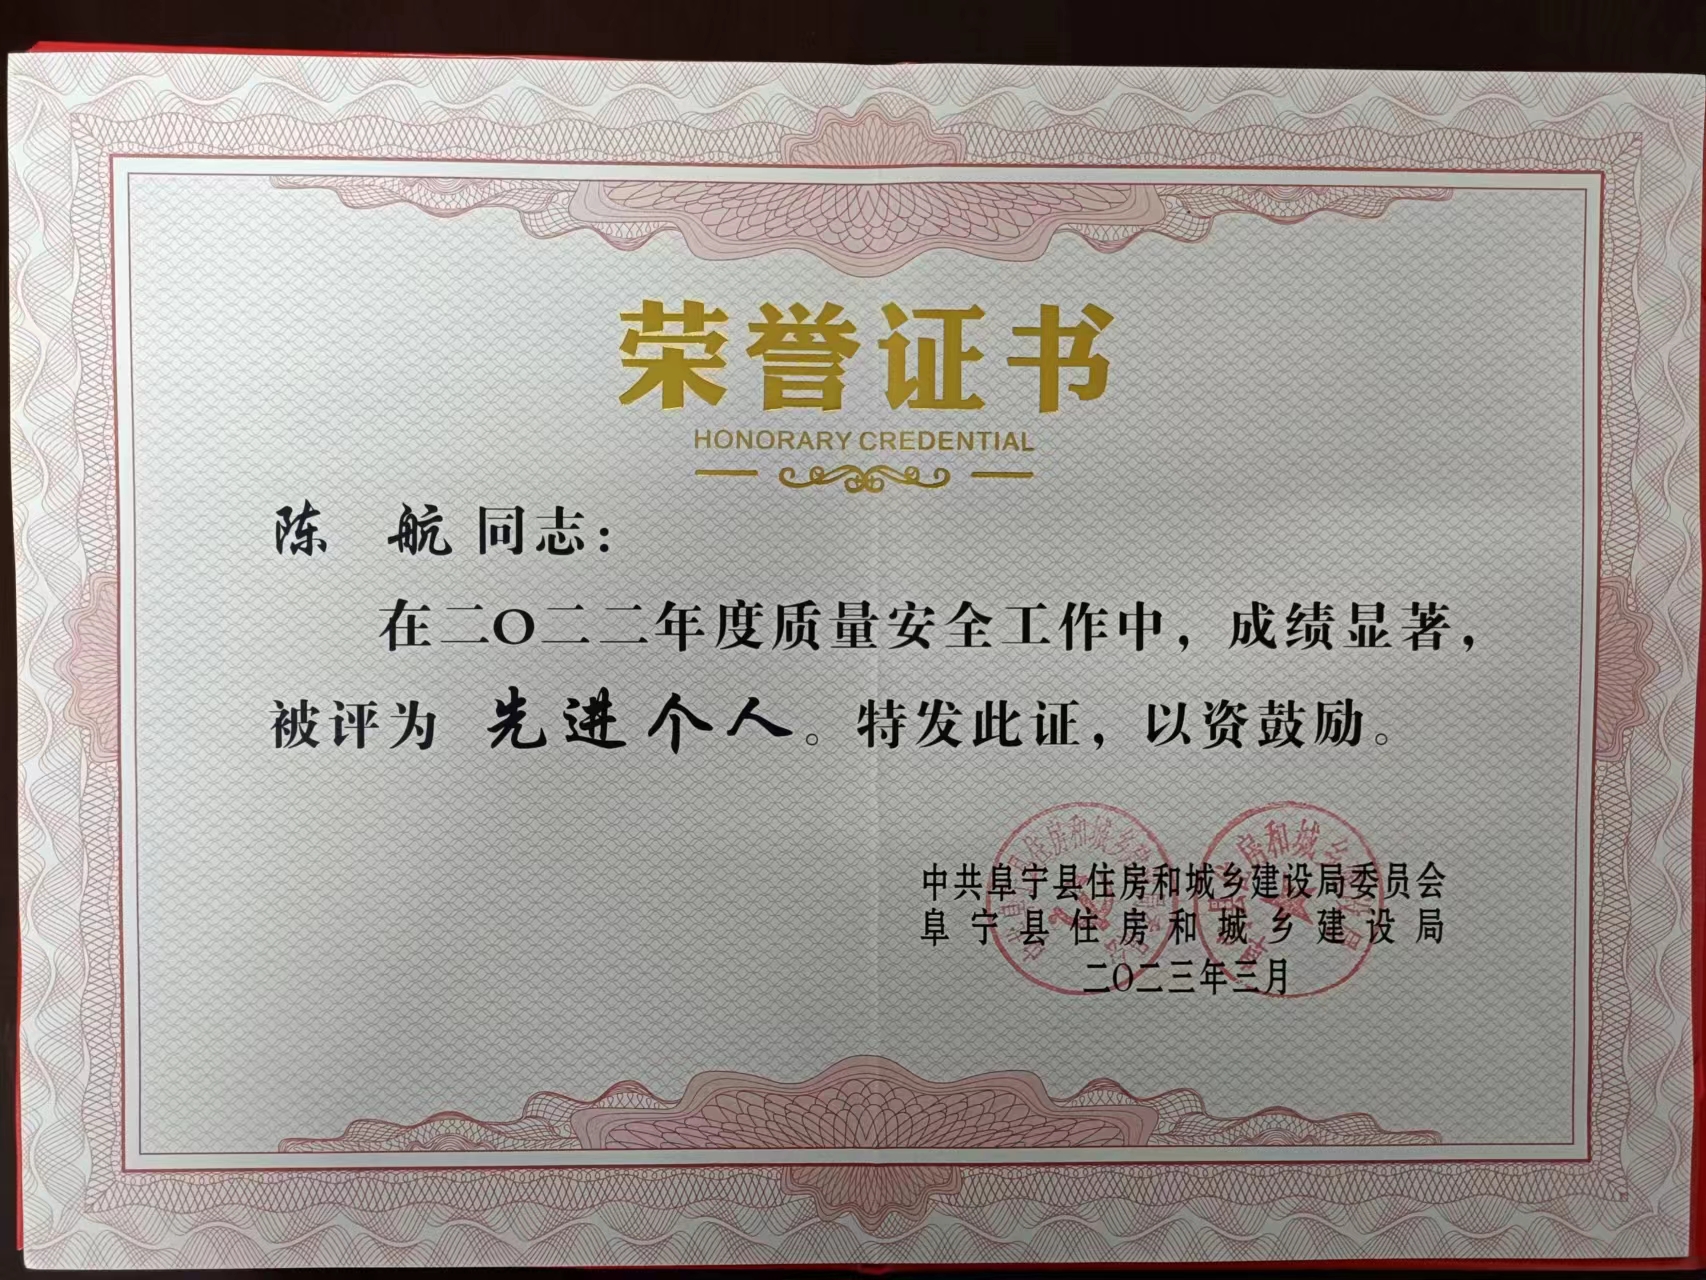 荣誉证书
HONORARY CREDENTIAL
陈 航 同志:
在二〇二二年度质量安全工作中，成绩显著，
被评为 先进个人。特发此证，以资鼓励。
中共阜宁县住房和城乡建设局委员会
阜宁县住房和城乡建设局
二〇二三年三月